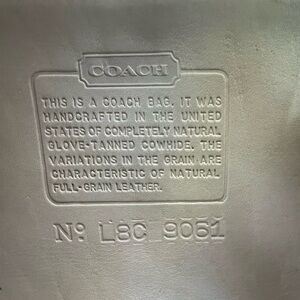 COACH
THIS IS A COACH BAG. IT WAS
HANDCRAFTED IN THE UNITED
STATES OF COMPLETELY NATURAL
GLOVE-TANNED COWHIDE. THE
VARIATIONS IN THE GRAIN ARE
CHARACTERISTIC OF NATURAL
FULL-GRAIN LEATHER.
Nº L8C 9061